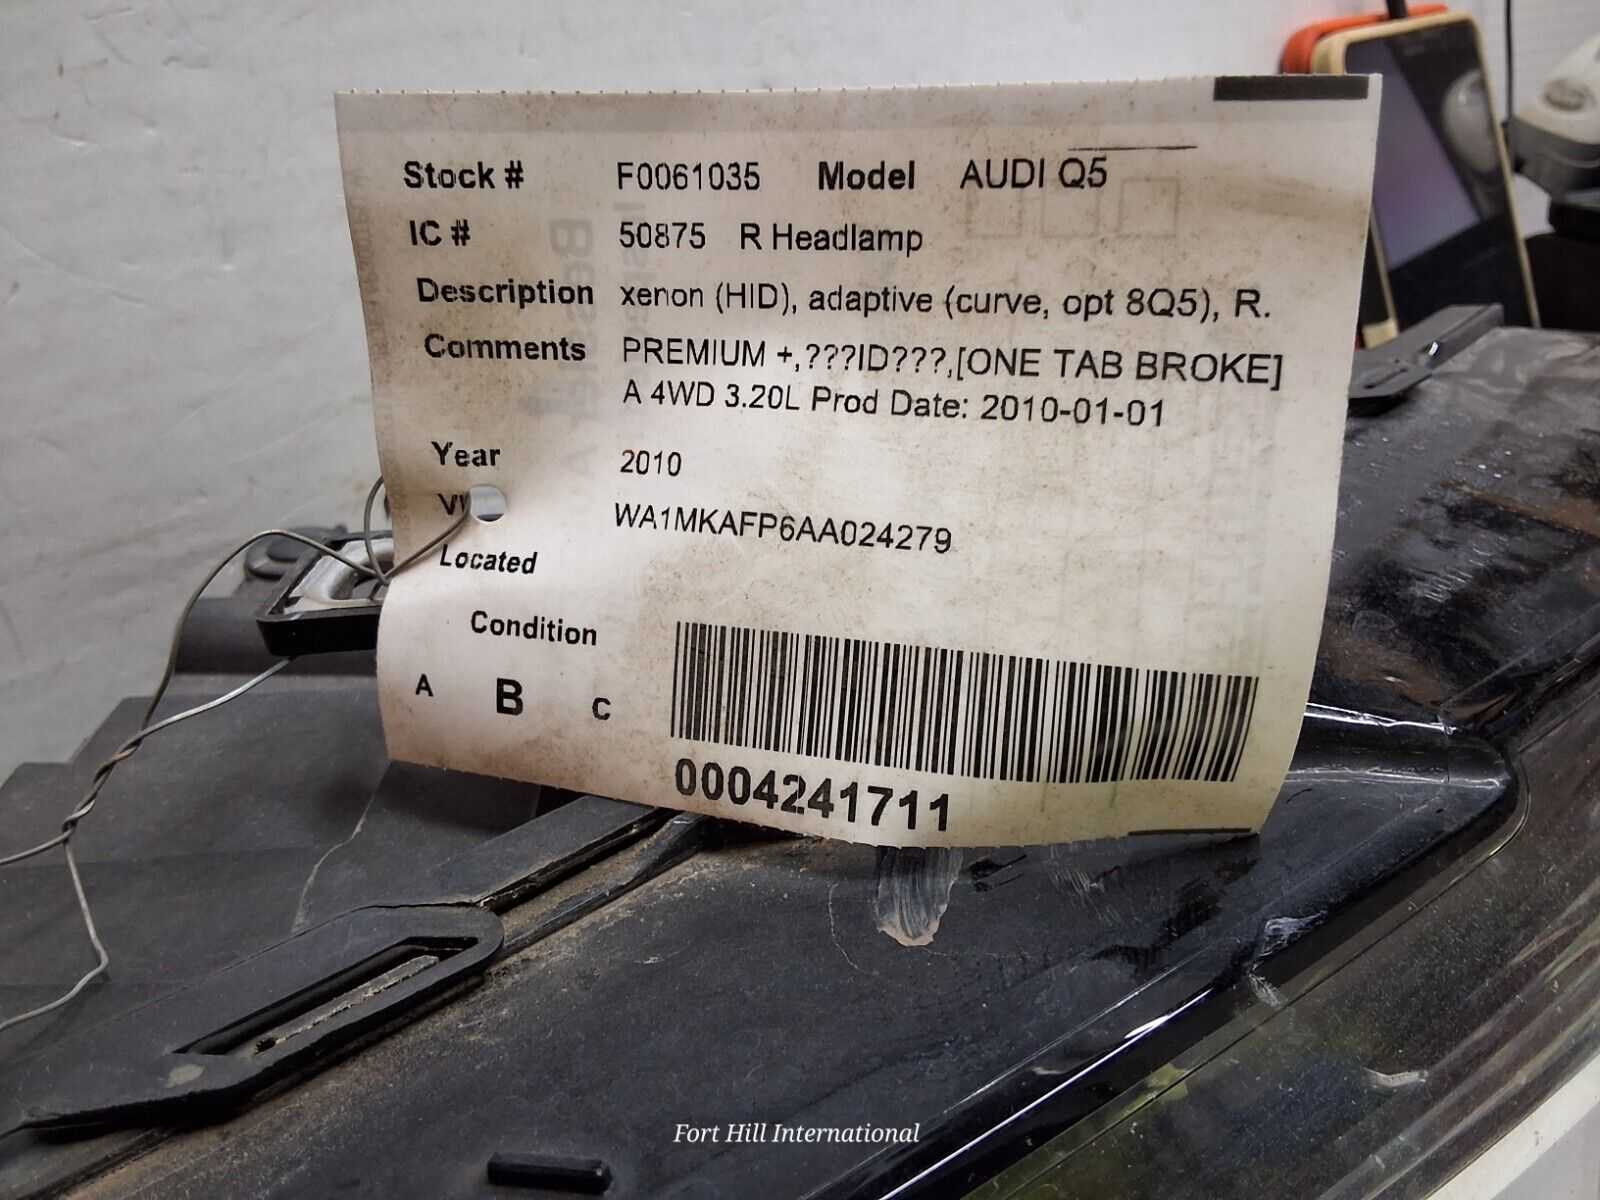 Stock # F0061035 Model AUDI Q5
IC # 50875 R Headlamp
Description xenon (HID), adaptive (curve, opt 8Q5), R.
Comments PREMIUM +,???ID???,[ONE TAB BROKE]
A 4WD 3.20L Prod Date: 2010-01-01
Year 2010
WA1MKAFP6AA024279
Located
Condition
A B C
0004241711
Fort Hill International